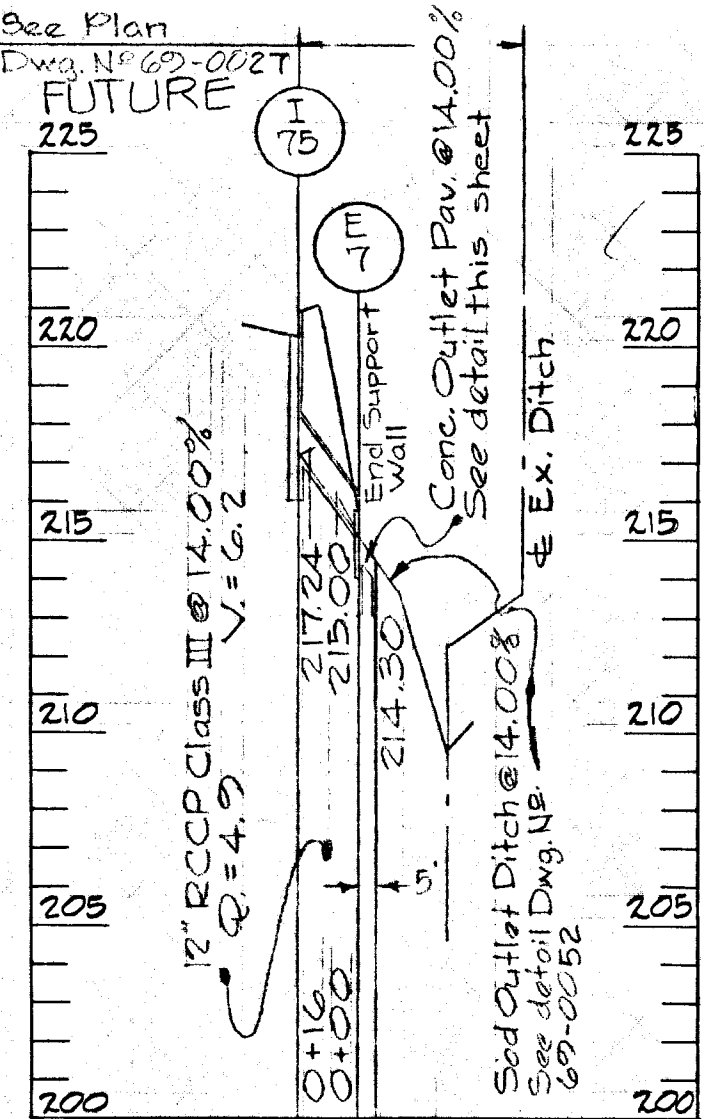 See Plan
Dwg. Nº 69-0027
FUTURE
I
75
E
7
225
220
215
210
205
200
225
220
215
210
205
200
12" RCCP Class III @ 14.00%
Q. = 4.9
V. = 6.2
217.24
215.00
214.30
0+16
0+00
End Support
Wall
Conc. Outlet Pav. @ 14.00%
See detail this sheet
℄ Ex. Ditch
5'
Sod Outlet Ditch @ 14.00%
See detail Dwg. Nº
69-0052